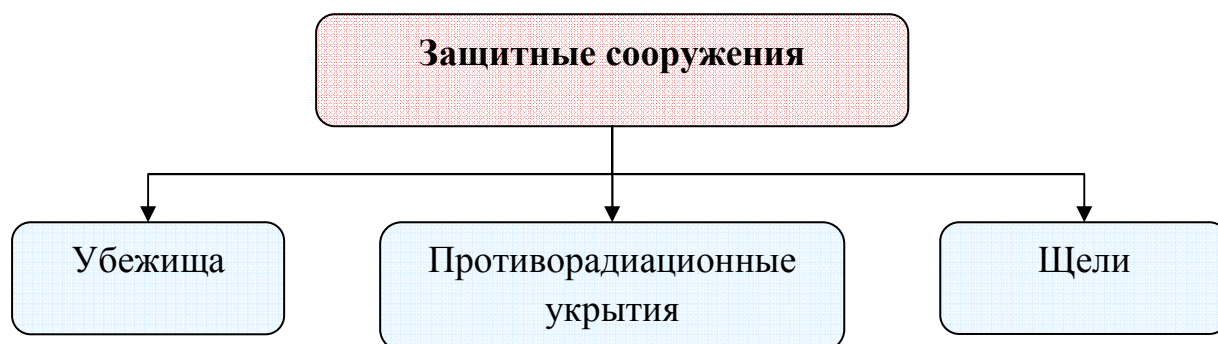 Защитные сооружения
Убежища
Противорадиационные
укрытия
Щели